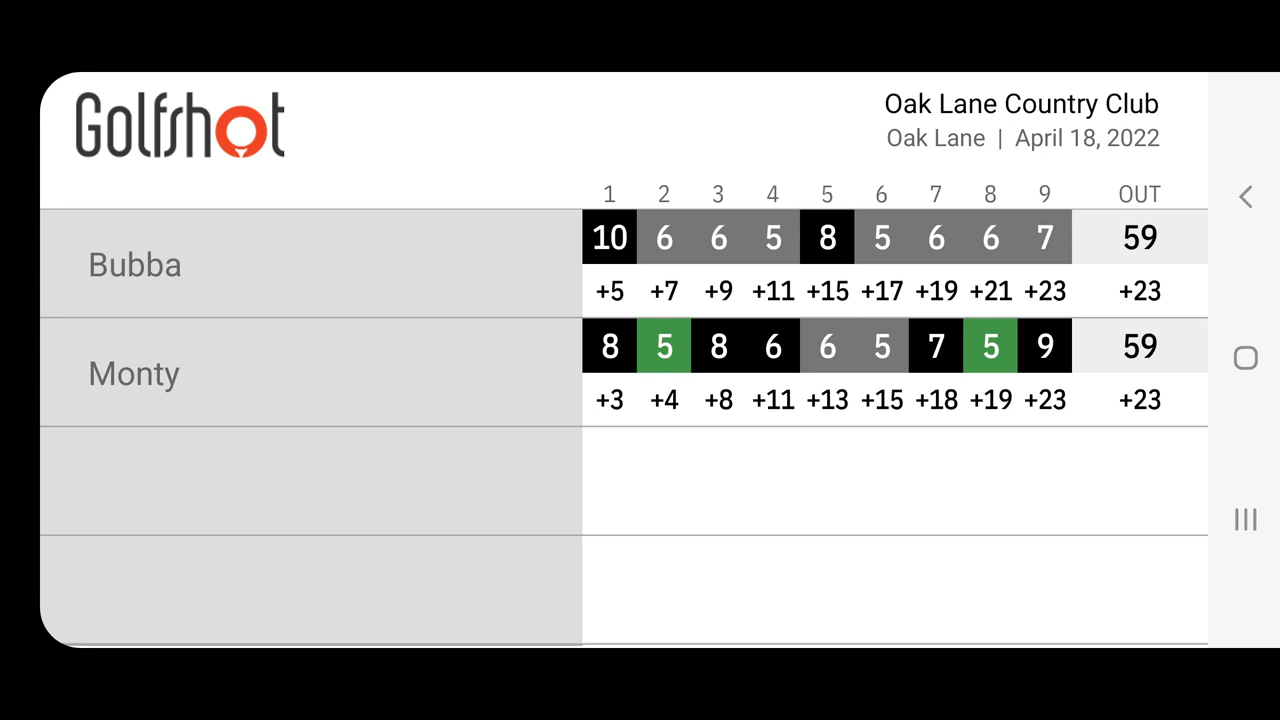 Golfshot
Oak Lane Country Club
Oak Lane | April 18, 2022
1 2 3 4 5 6 7 8 9 OUT
Bubba
10 6 6 5 8 5 6 6 7 59
+5 +7 +9 +11 +15 +17 +19 +21 +23 +23
Monty
8 5 8 6 6 5 7 5 9 59
+3 +4 +8 +11 +13 +15 +18 +19 +23 +23